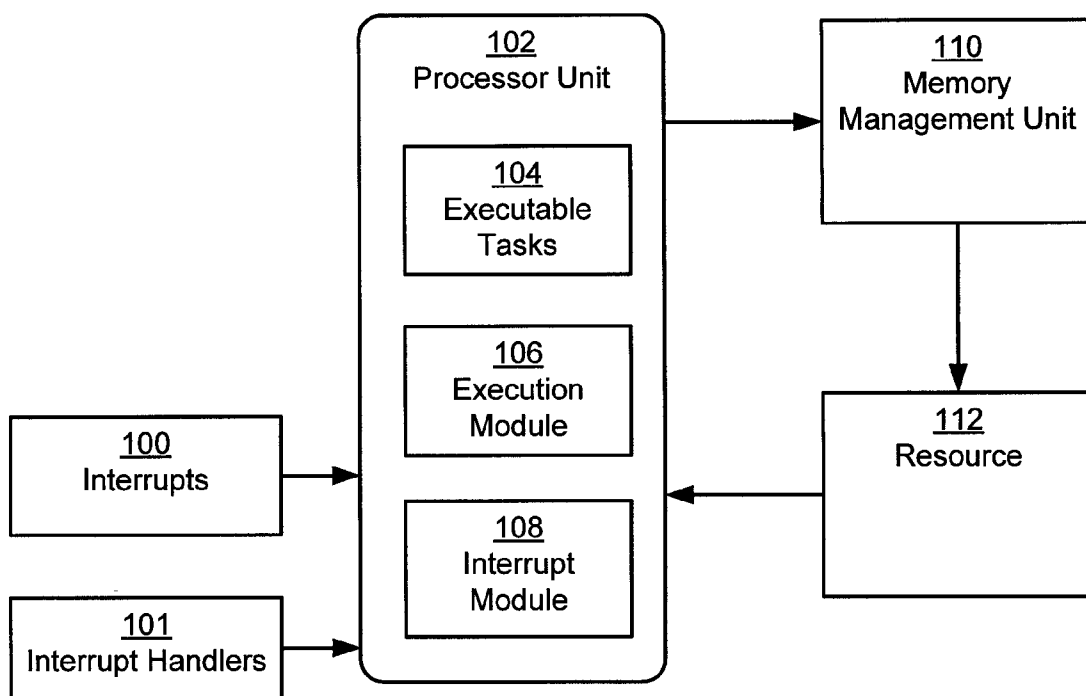 102
Processor Unit
104
Executable
Tasks
106
Execution
Module
108
Interrupt
Module
110
Memory
Management Unit
112
Resource
100
Interrupts
101
Interrupt Handlers